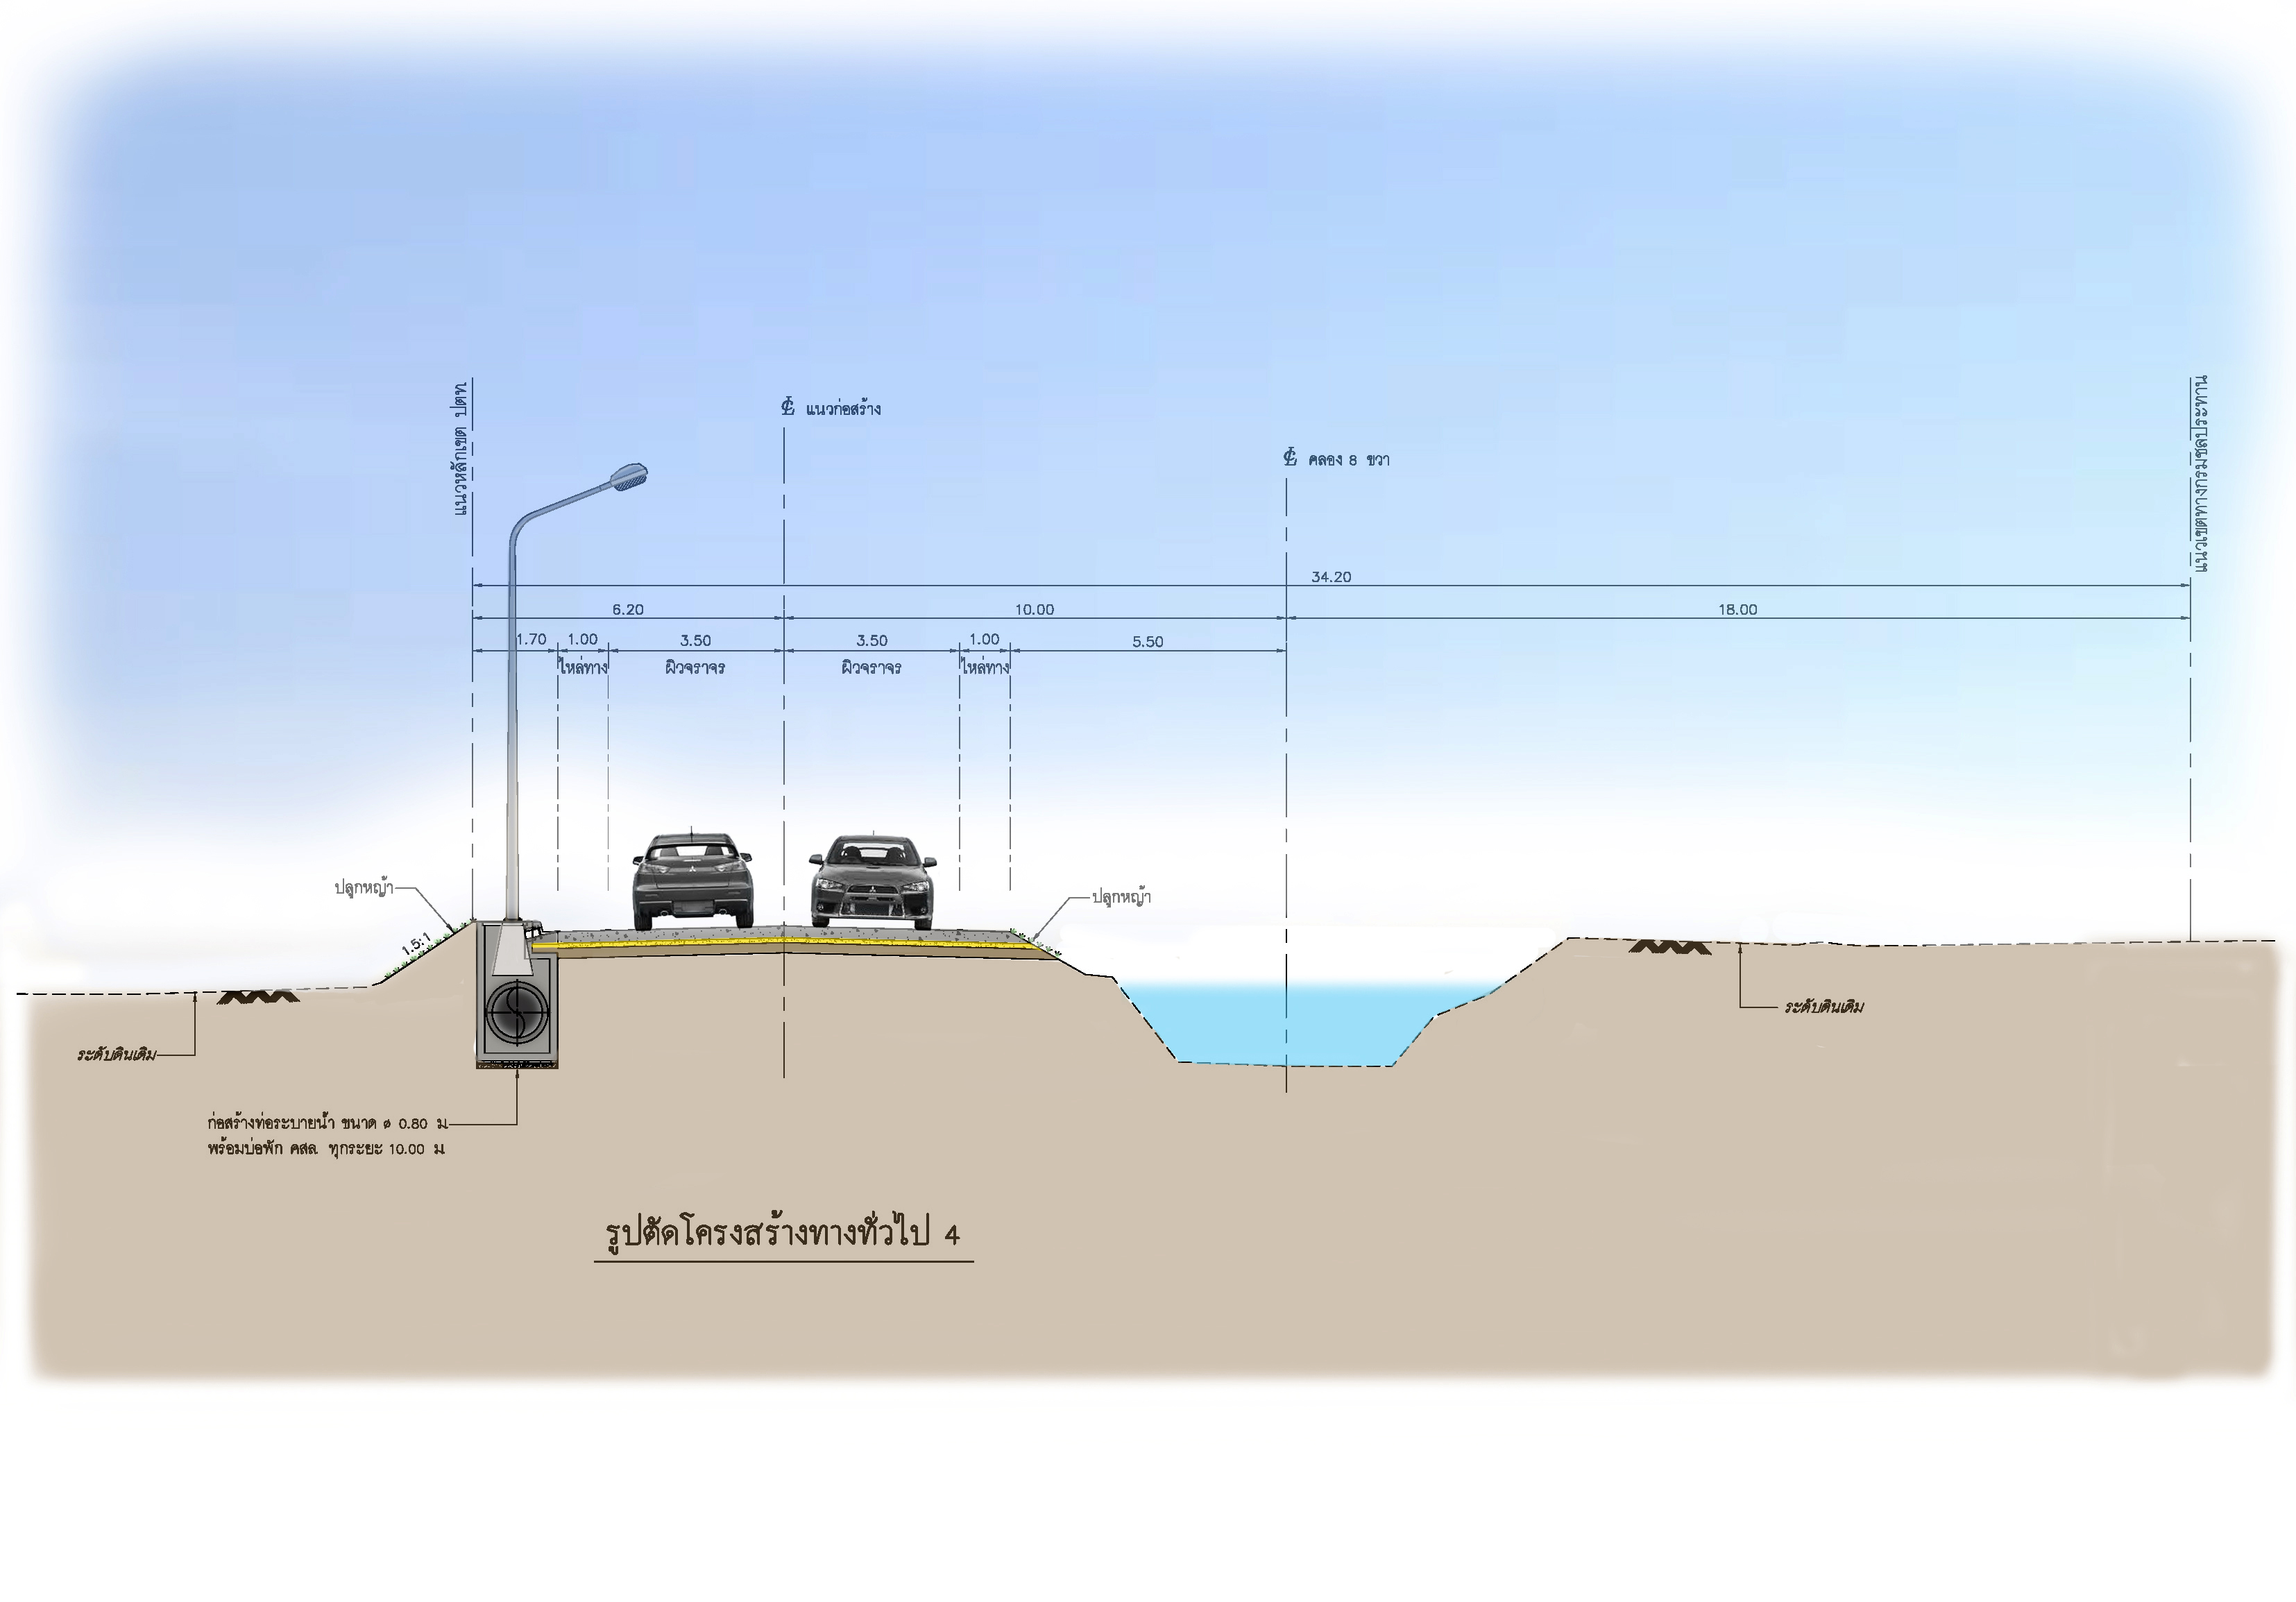 แนวหลักเขต ปตท.
℄ แนวก่อสร้าง
℄ คลอง 8 ขวา
แนวเขตทางกรมชลประทาน
34.20
6.20 10.00 18.00
1.70 1.00 3.50 3.50 1.00 5.50
ไหล่ทาง ผิวจราจร ผิวจราจร ไหล่ทาง
ปลูกหญ้า ปลูกหญ้า
1.5:1
ระดับดินเดิม
ระดับดินเดิม
ก่อสร้างท่อระบายน้ำ ขนาด ø 0.80 ม.
พร้อมบ่อพัก คสล. ทุกระยะ 10.00 ม.
รูปตัดโครงสร้างทางทั่วไป 4